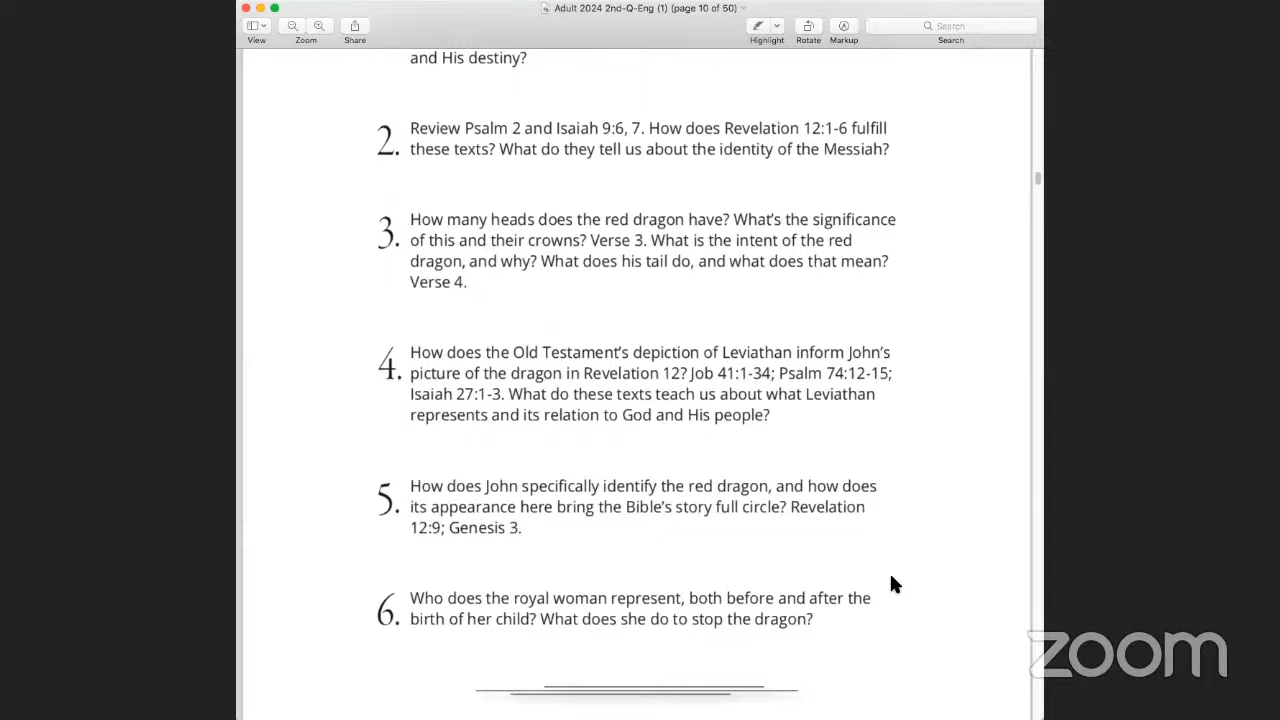 Adult 2024 2nd-Q-Eng (1) (page 10 of 50)
View
Zoom
Share
Highlight
Rotate
Markup
Search
Search
and His destiny?
2. Review Psalm 2 and Isaiah 9:6, 7. How does Revelation 12:1-6 fulfill
these texts? What do they tell us about the identity of the Messiah?
3. How many heads does the red dragon have? What's the significance
of this and their crowns? Verse 3. What is the intent of the red
dragon, and why? What does his tail do, and what does that mean?
Verse 4.
4. How does the Old Testament's depiction of Leviathan inform John's
picture of the dragon in Revelation 12? Job 41:1-34; Psalm 74:12-15;
Isaiah 27:1-3. What do these texts teach us about what Leviathan
represents and its relation to God and His people?
5. How does John specifically identify the red dragon, and how does
its appearance here bring the Bible's story full circle? Revelation
12:9; Genesis 3.
6. Who does the royal woman represent, both before and after the
birth of her child? What does she do to stop the dragon?
zoom